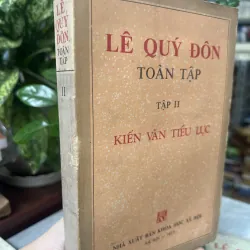 LÊ QUÝ ĐÔN
TOÀN TẬP
TẬP II
KIẾN VĂN TIỂU LỤC
NHÀ XUẤT BẢN KHOA HỌC XÃ HỘI
LÊ
QUÝ
ĐÔN
TOÀN TẬP
II